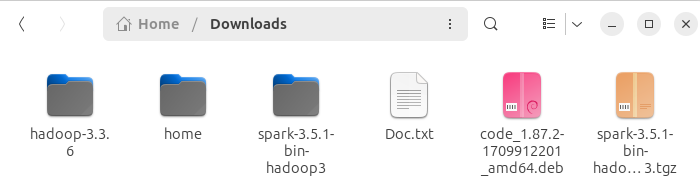 Home / Downloads
hadoop-3.3.
6
home
spark-3.5.1-
bin-
hadoop3
Doc.txt
code_1.87.2-
1709912201
_amd64.deb
spark-3.5.1-
bin-
hado… 3.tgz